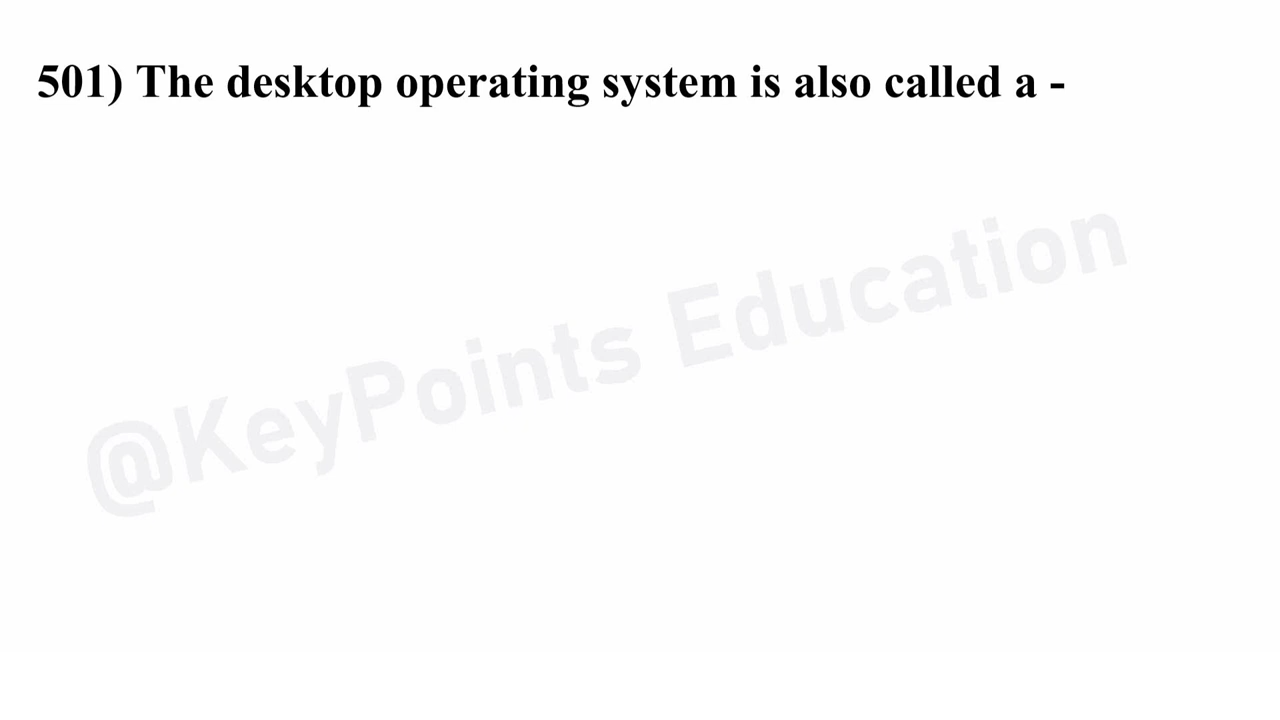 501) The desktop operating system is also called a -
@KeyPoints Education